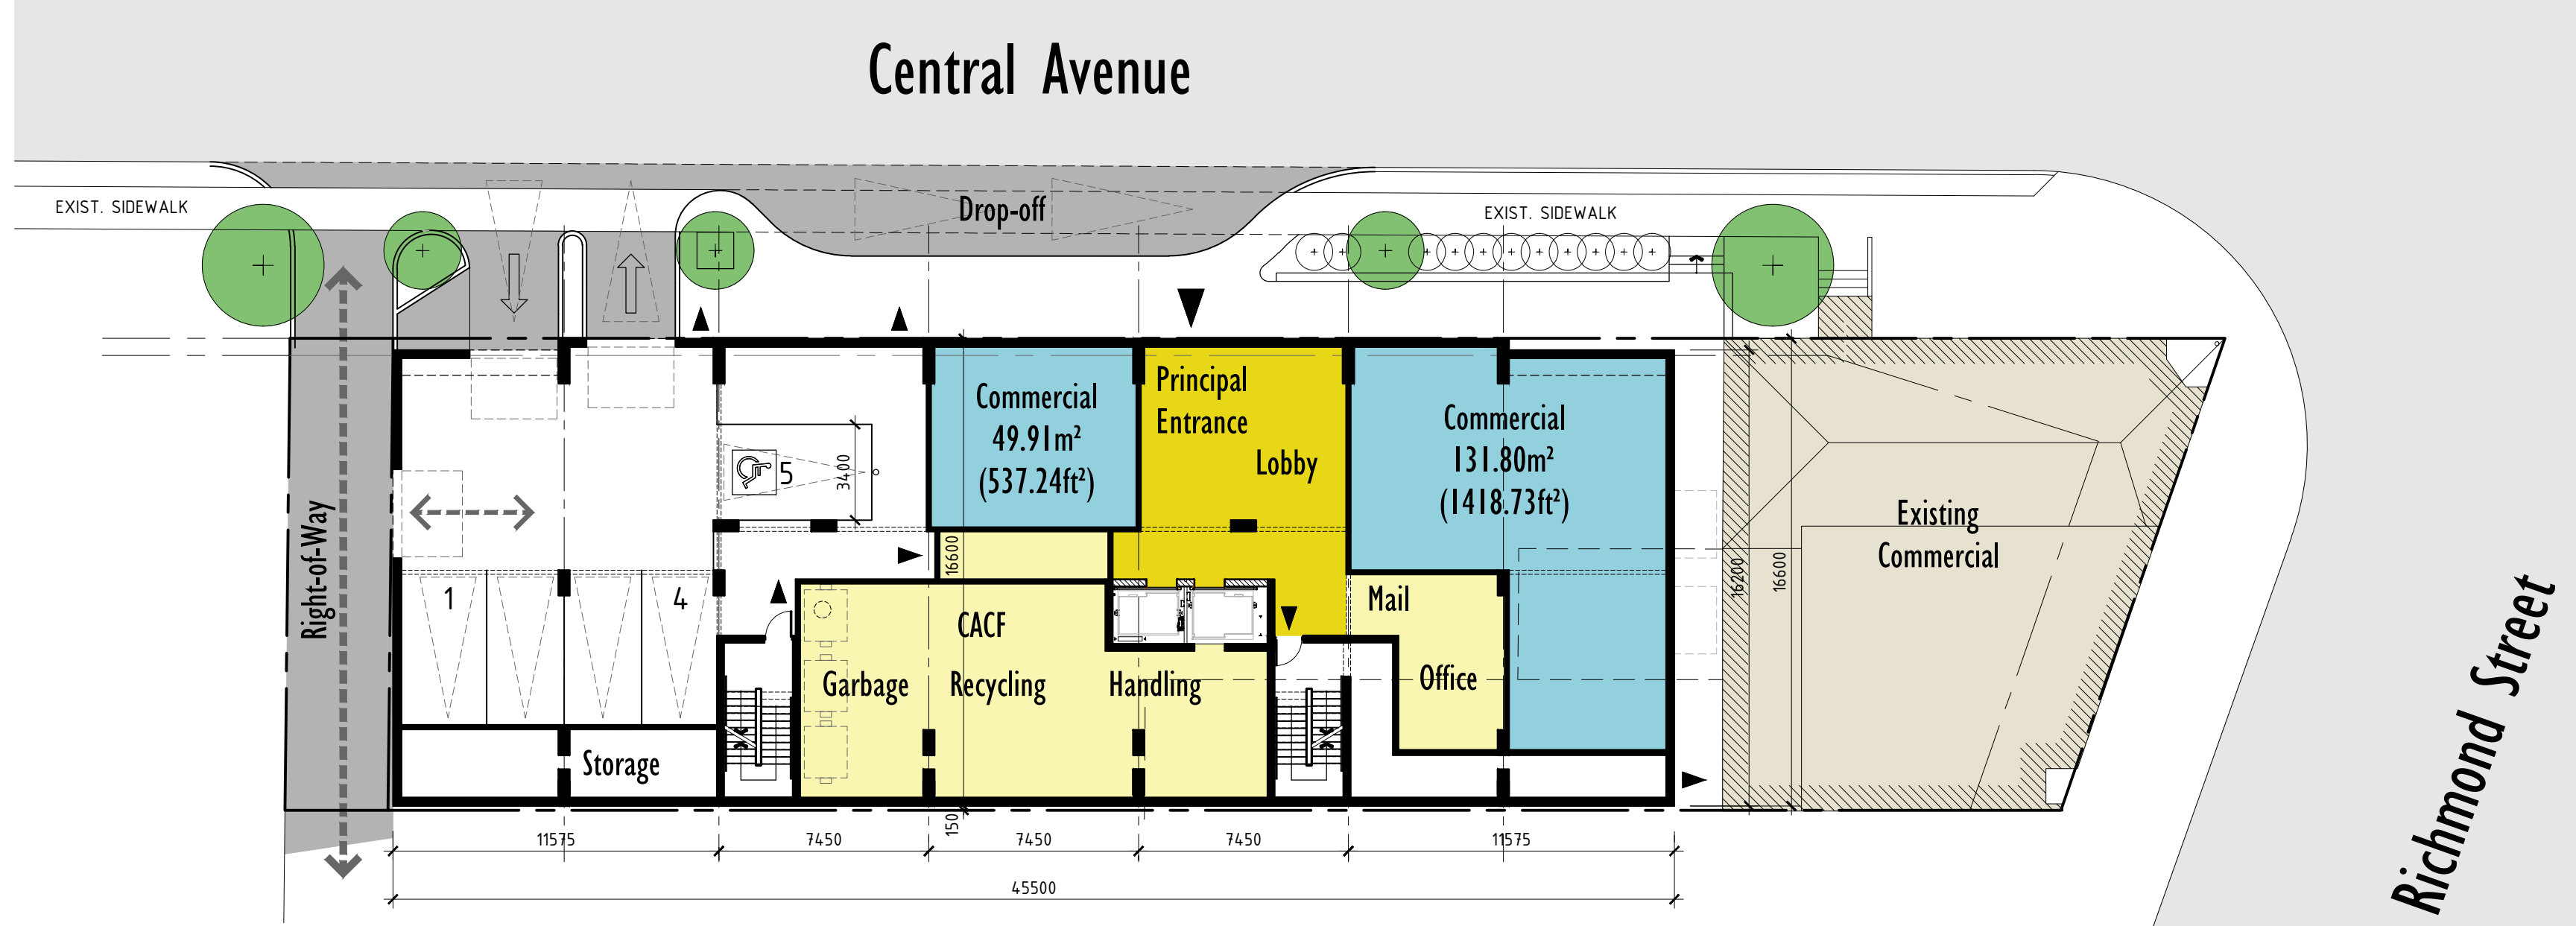 Central Avenue
EXIST. SIDEWALK
Drop-off
EXIST. SIDEWALK
Principal
Entrance
Lobby
Commercial
49.91m²
(537.24ft²)
Commercial
131.80m²
(1418.73ft²)
5
3400
Right-of-Way
Existing
Commercial
16600
16200
16600
1
4
Mail
CACF
Garbage
Recycling
Handling
Office
Storage
Richmond Street
150
11575
7450
7450
7450
11575
45500